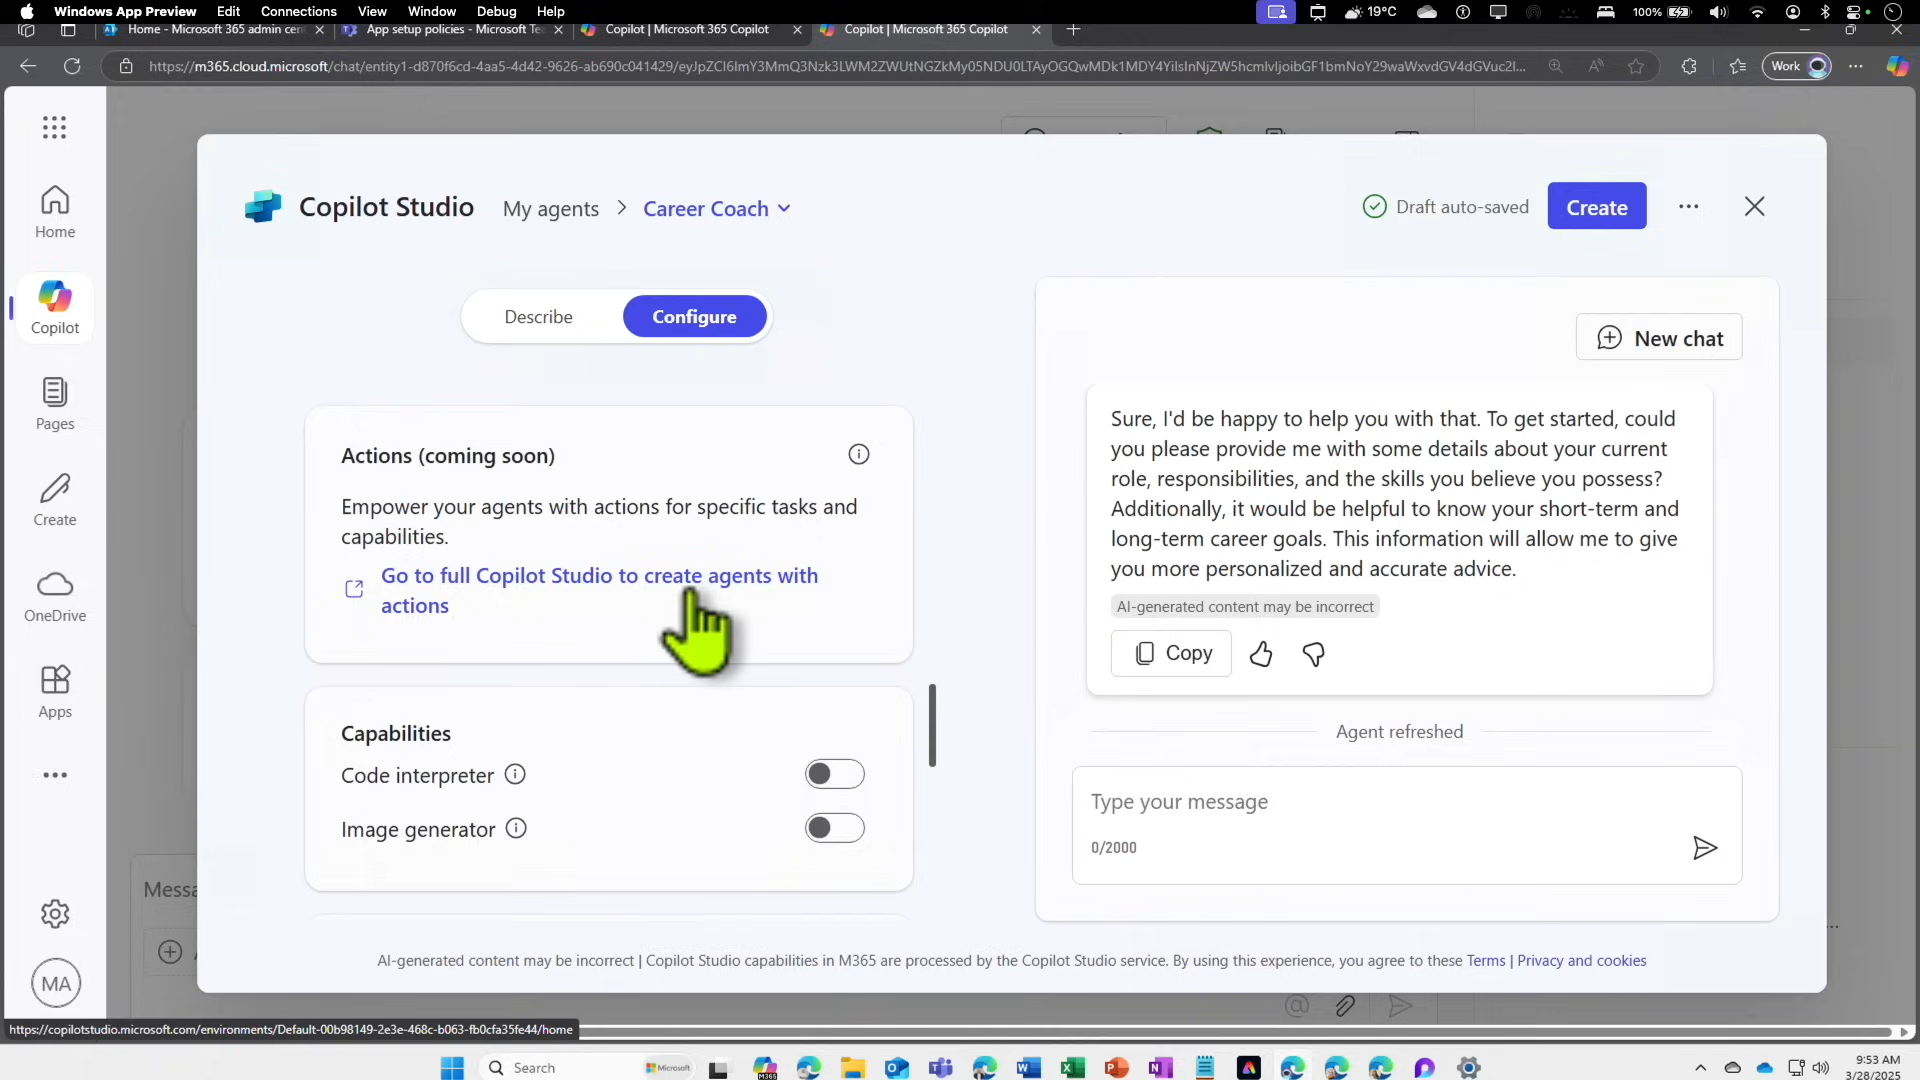 Windows App Preview Edit Connections View Window Debug Help 19°C 100%
Home - Microsoft 365 admin cen
App setup policies - Microsoft Te
Copilot | Microsoft 365 Copilot
Copilot | Microsoft 365 Copilot
Work
Home
Copilot
Pages
Create
OneDrive
Apps
MA
Copilot Studio
My agents > Career Coach
Draft auto-saved
Create
Describe
Configure
Actions (coming soon)
Empower your agents with actions for specific tasks and
capabilities.
Go to full Copilot Studio to create agents with
actions
Capabilities
Code interpreter
Image generator
New chat
Sure, I'd be happy to help you with that. To get started, could
you please provide me with some details about your current
role, responsibilities, and the skills you believe you possess?
Additionally, it would be helpful to know your short-term and
long-term career goals. This information will allow me to give
you more personalized and accurate advice.
AI-generated content may be incorrect
Copy
Agent refreshed
Type your message
0/2000
Messa
AI-generated content may be incorrect | Copilot Studio capabilities in M365 are processed by the Copilot Studio service. By using this experience, you agree to these Terms | Privacy and cookies
https://copilotstudio.microsoft.com/environments/Default-00b98149-2e3e-468c-b063-fb0cfa35fe44/home
Search
Microsoft
M365
9:53 AM
3/28/2025